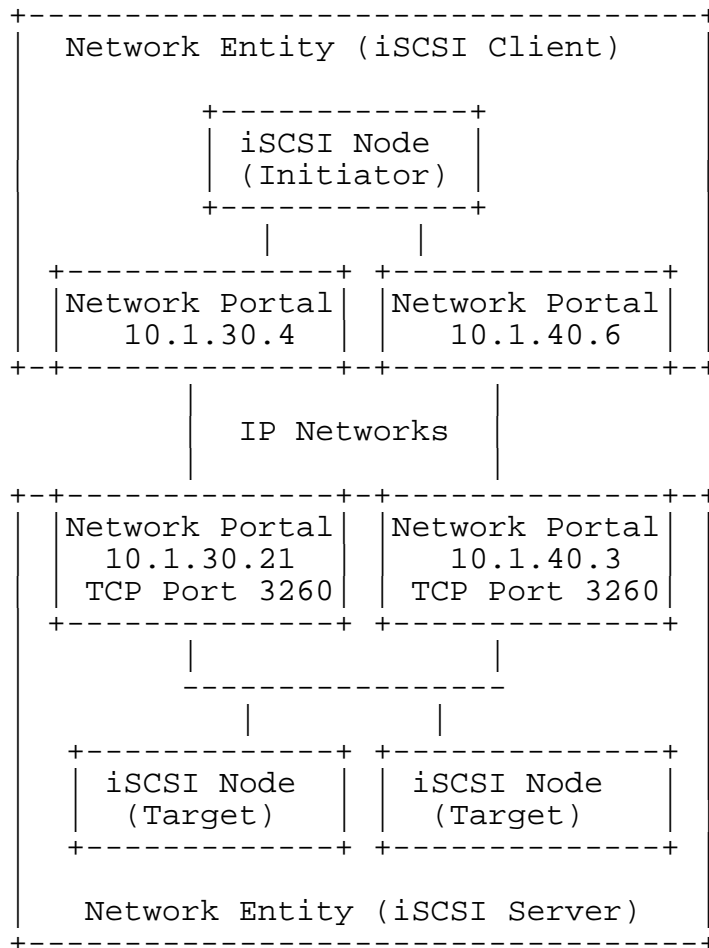 Network Entity (iSCSI Client)
iSCSI Node
(Initiator)
Network Portal Network Portal
10.1.30.4 10.1.40.6
IP Networks
Network Portal Network Portal
10.1.30.21 10.1.40.3
TCP Port 3260 TCP Port 3260
iSCSI Node iSCSI Node
(Target) (Target)
Network Entity (iSCSI Server)